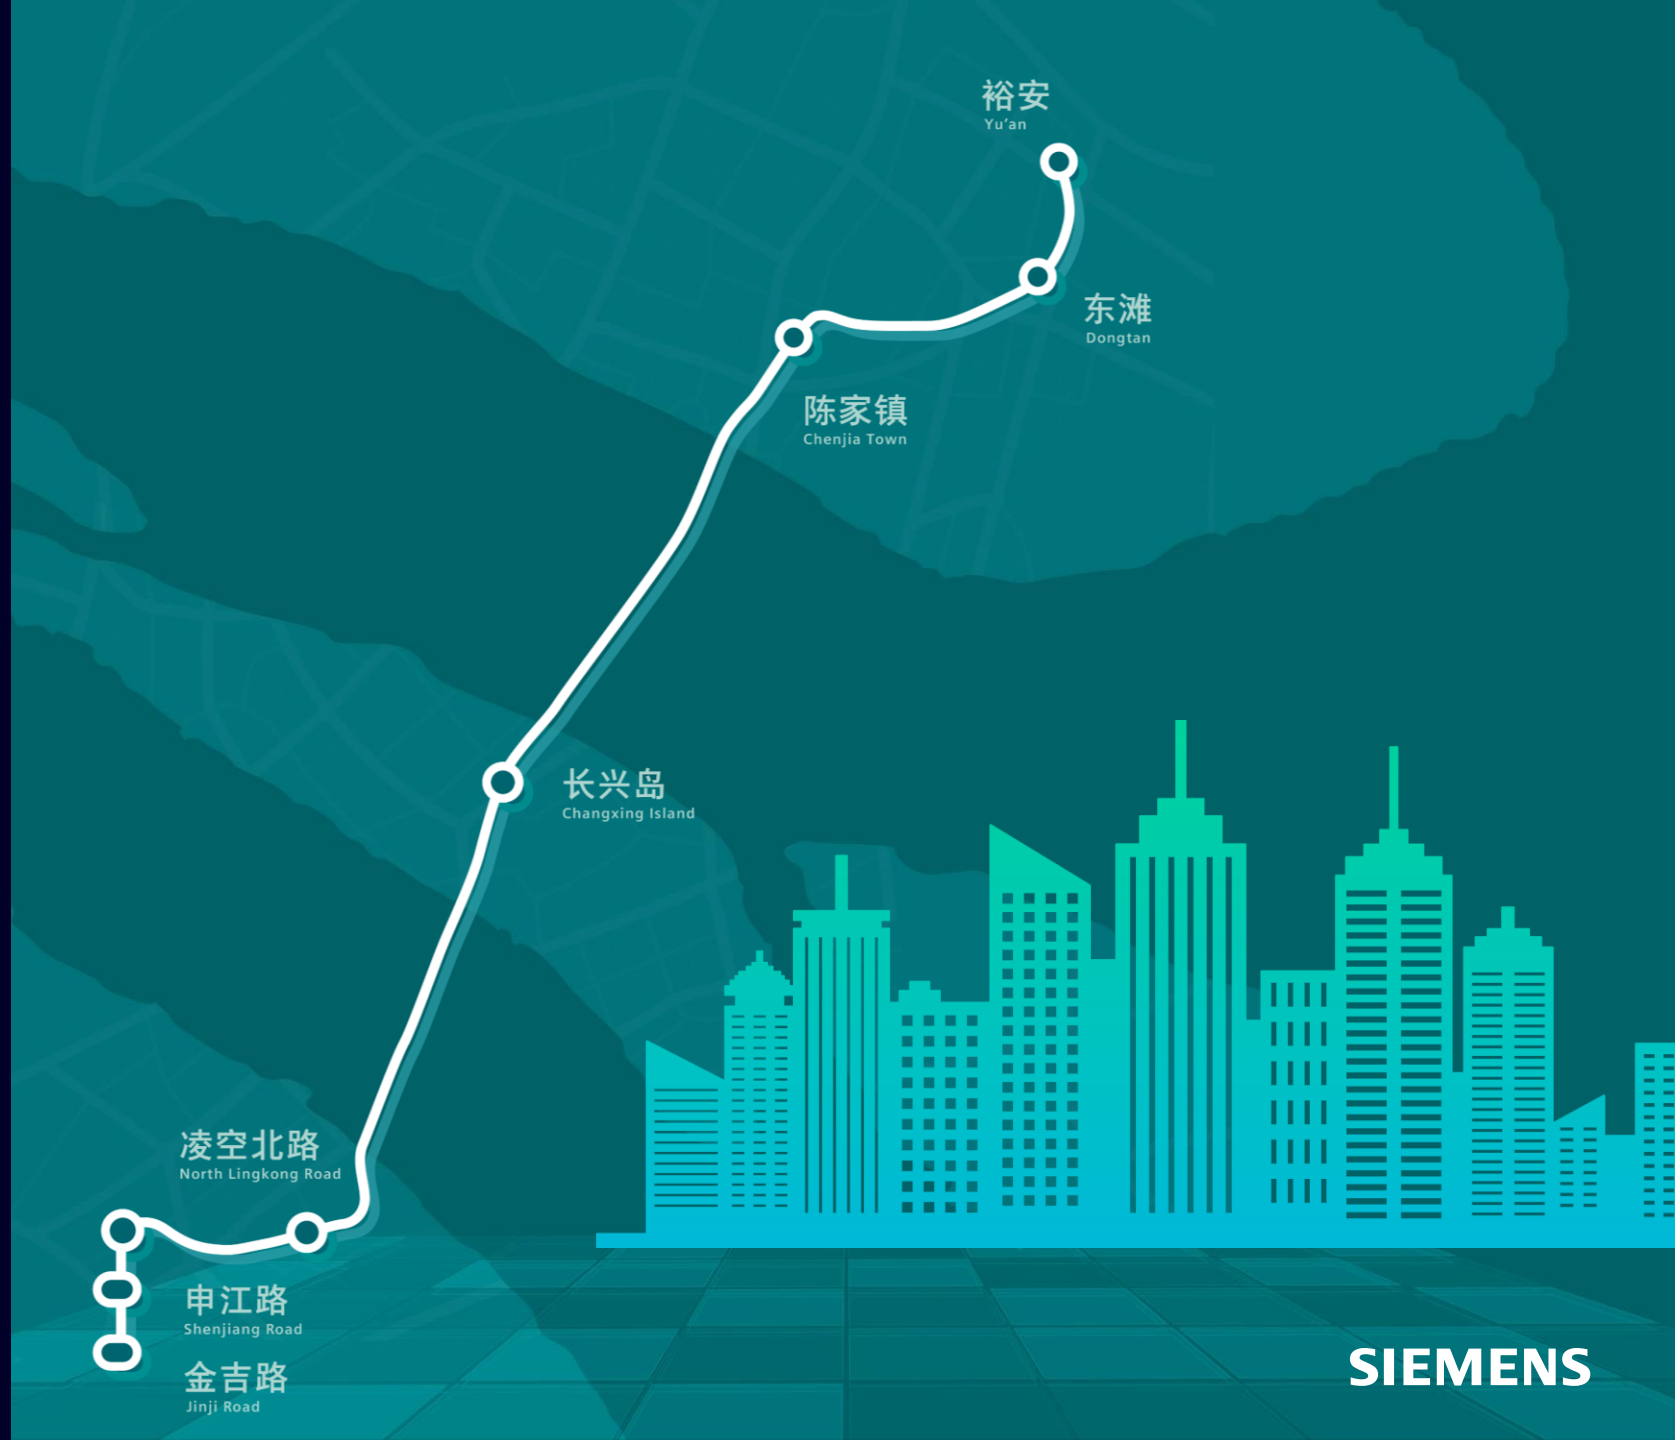 裕安
Yu'an
东滩
Dongtan
陈家镇
Chenjia Town
长兴岛
Changxing Island
凌空北路
North Lingkong Road
申江路
Shenjiang Road
金吉路
Jinji Road
SIEMENS